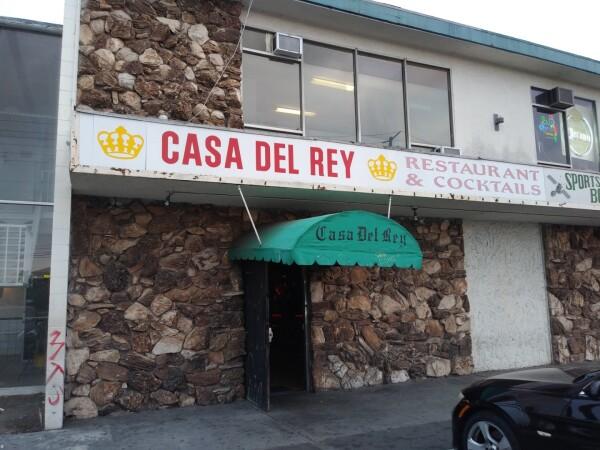 CASA DEL REY
RESTAURANT
& COCKTAILS
SPORTS
Casa Del Rey